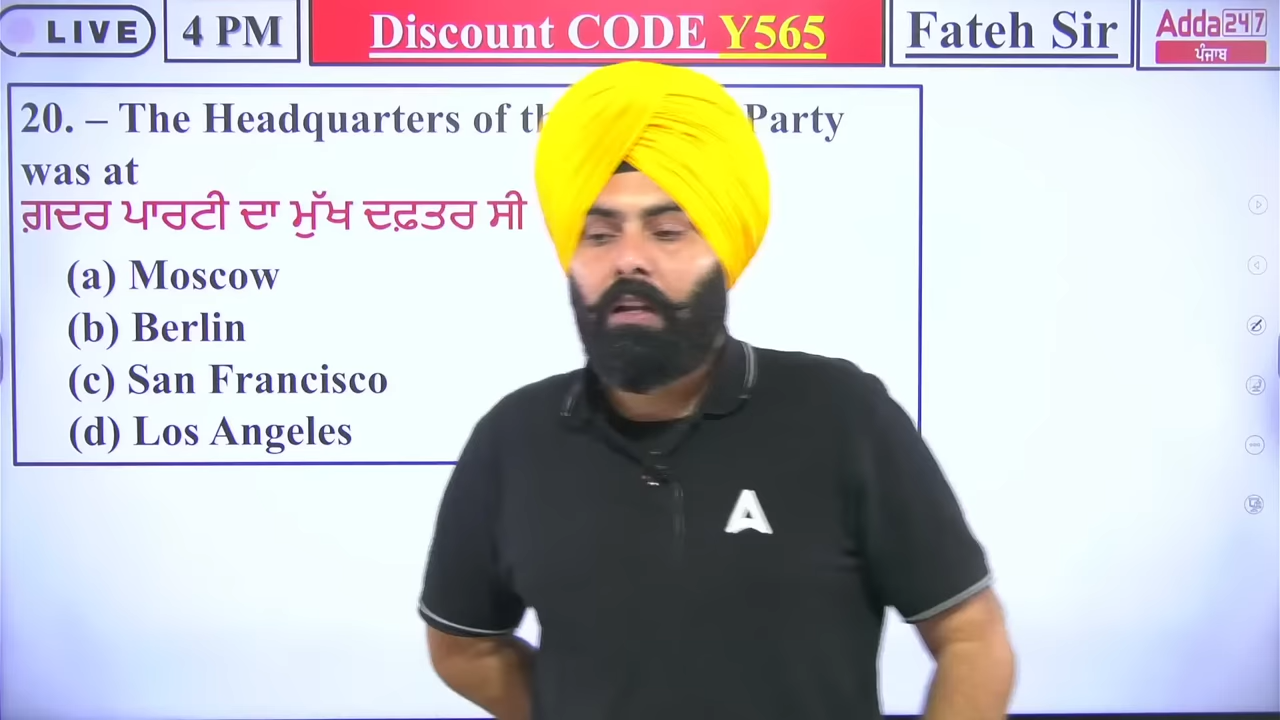 LIVE
4 PM
Discount CODE Y565
Fateh Sir
Adda247
ਪੰਜਾਬ
20. – The Headquarters of Party
was at
ਗ਼ਦਰ ਪਾਰਟੀ ਦਾ ਮੁੱਖ ਦਫ਼ਤਰ ਸੀ
(a) Moscow
(b) Berlin
(c) San Francisco
(d) Los Angeles